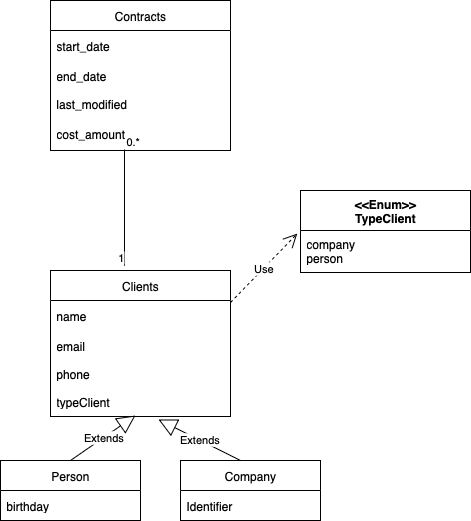 Contracts
start_date
end_date
last_modified
cost_amount
0.*
1
<<Enum>>
TypeClient
company
person
Use
Clients
name
email
phone
typeClient
Extends
Extends
Person
birthday
Company
Identifier